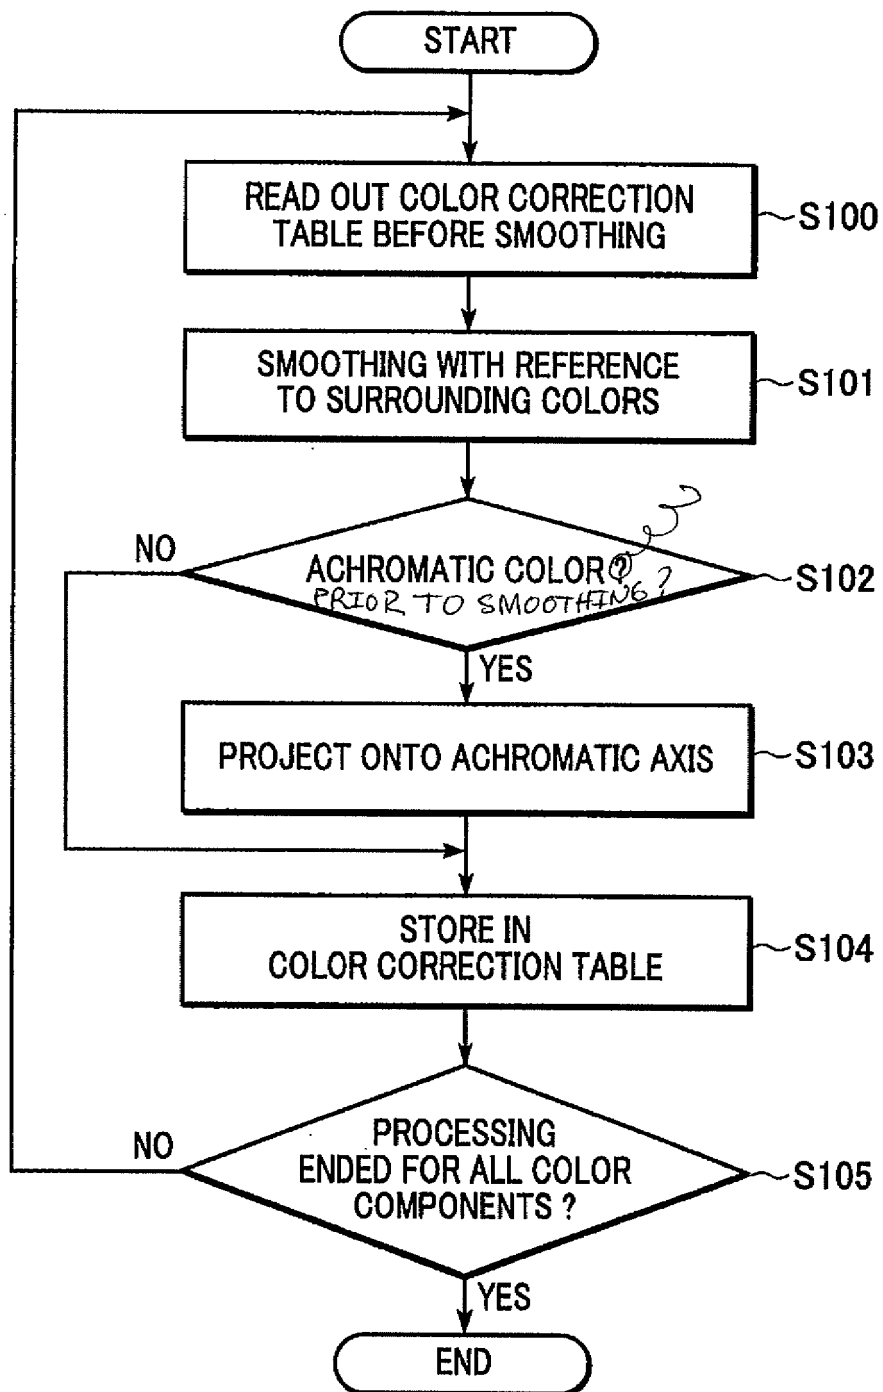 START
READ OUT COLOR CORRECTION
TABLE BEFORE SMOOTHING
S100
SMOOTHING WITH REFERENCE
TO SURROUNDING COLORS
S101
NO
ACHROMATIC COLOR ?
PRIOR TO SMOOTHING?
S102
YES
PROJECT ONTO ACHROMATIC AXIS
S103
STORE IN
COLOR CORRECTION TABLE
S104
NO
PROCESSING
ENDED FOR ALL COLOR
COMPONENTS ?
S105
YES
END